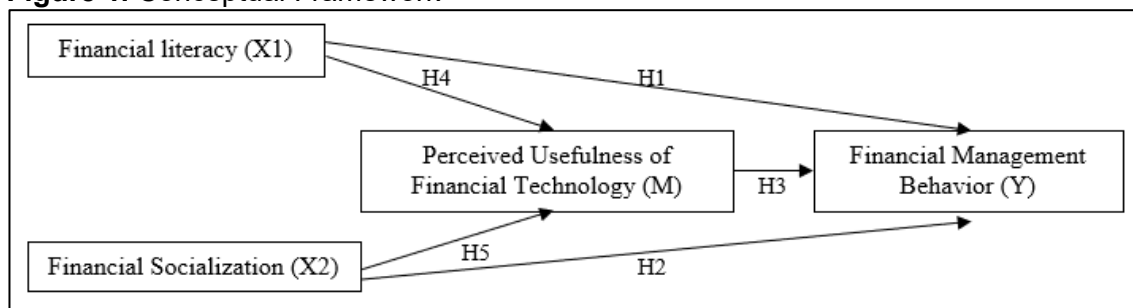 Figure 1. Conceptual Framework
Financial literacy (X1)
H4
H1
Perceived Usefulness of
Financial Technology (M)
H3
Financial Management
Behavior (Y)
Financial Socialization (X2)
H5
H2